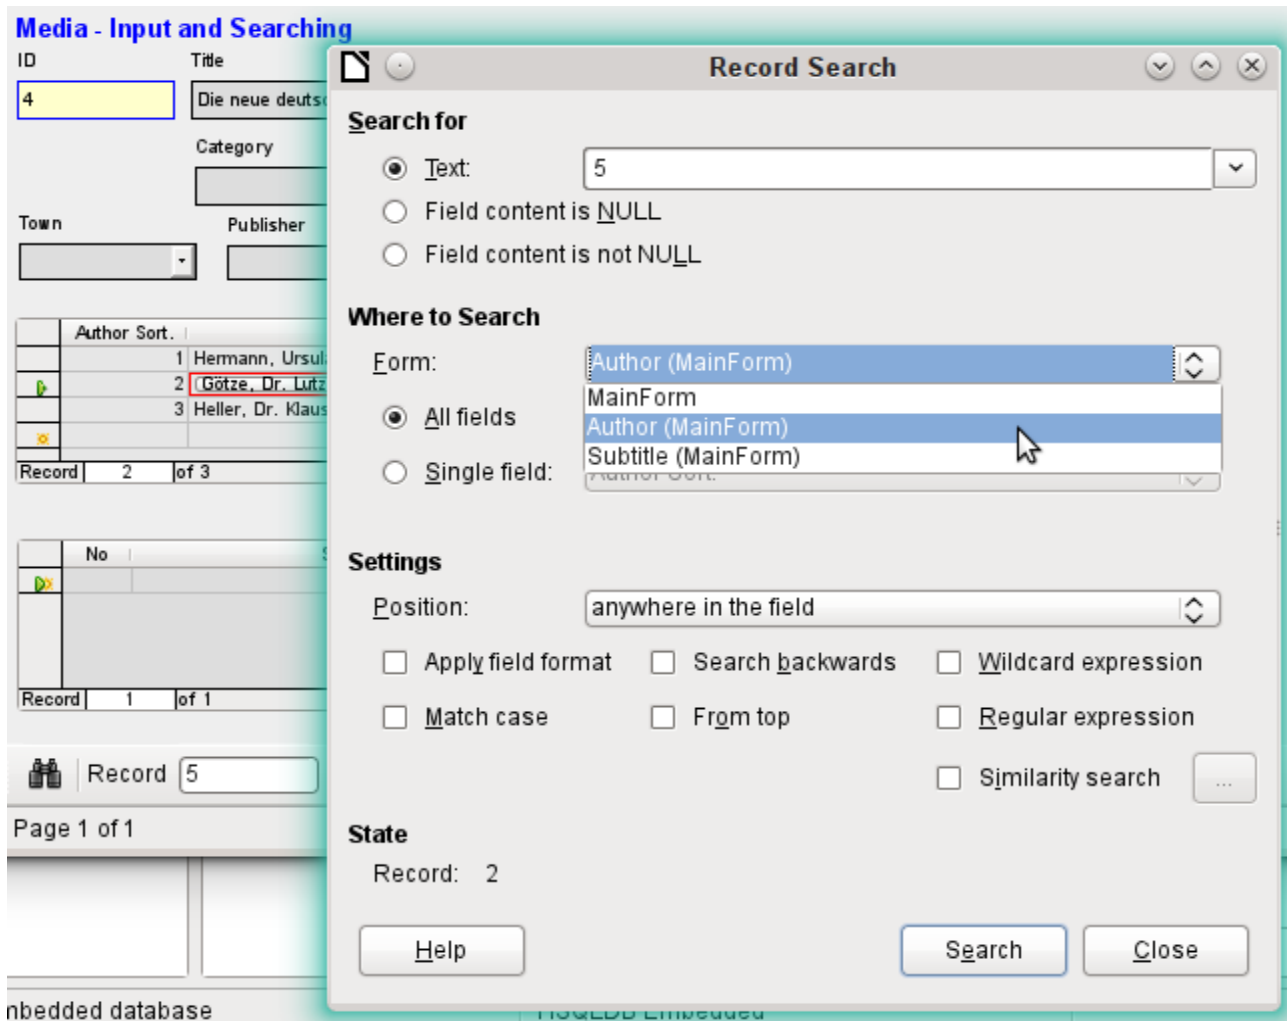 Media - Input and Searching
ID
Title
4
Die neue deuts
Category
Town
Publisher
Author Sort.
1 Hermann, Ursul
2 Götze, Dr. Lutz
3 Heller, Dr. Klaus
Record 2 of 3
No
Record 1 of 1
Record 5
Page 1 of 1
mbedded database
HSQLDB Embedded
Record Search
Search for
Text: 5
Field content is NULL
Field content is not NULL
Where to Search
Form: Author (MainForm)
MainForm
Author (MainForm)
Subtitle (MainForm)
All fields
Single field: Author Sort.
Settings
Position: anywhere in the field
Apply field format Search backwards Wildcard expression
Match case From top Regular expression
Similarity search ...
State
Record: 2
Help Search Close